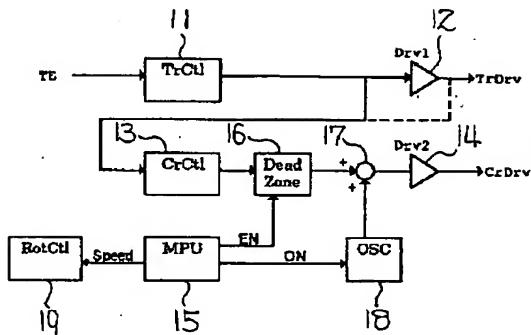 11
12
Drv1
TE
TrCtl
TrDrv
13
16
17
14
Drv2
CrCtl
Dead
Zone
+
+
CrDrv
EN
RotCtl
Speed
MPU
ON
OSC
19
15
18